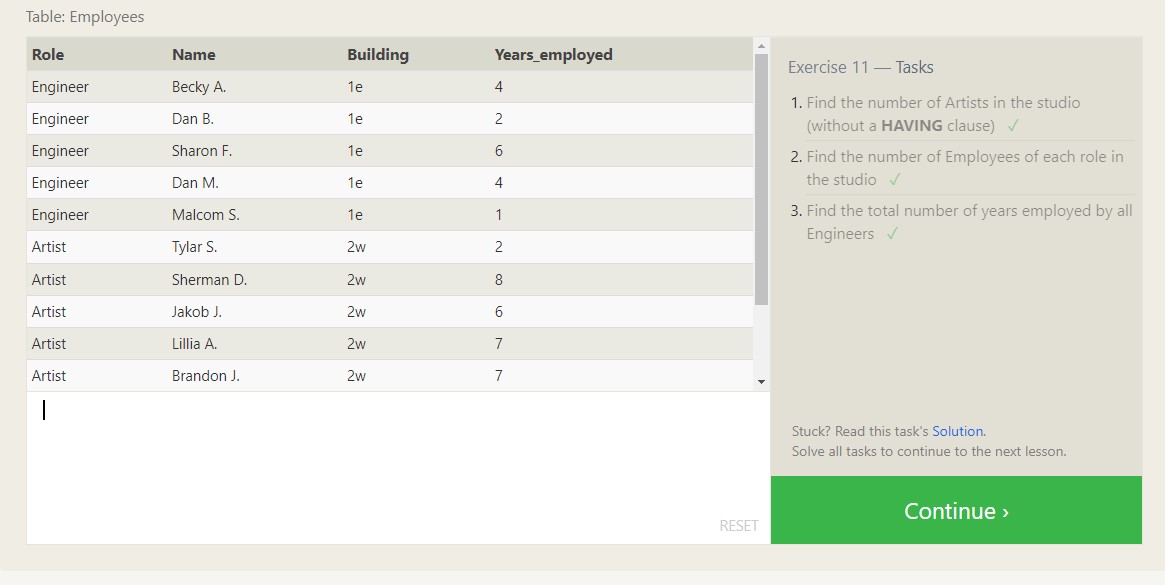 Table: Employees
Role Name Building Years_employed
Engineer Becky A. 1e 4
Engineer Dan B. 1e 2
Engineer Sharon F. 1e 6
Engineer Dan M. 1e 4
Engineer Malcom S. 1e 1
Artist Tylar S. 2w 2
Artist Sherman D. 2w 8
Artist Jakob J. 2w 6
Artist Lillia A. 2w 7
Artist Brandon J. 2w 7
RESET
Exercise 11 — Tasks
1. Find the number of Artists in the studio
(without a HAVING clause) ✓
2. Find the number of Employees of each role in
the studio ✓
3. Find the total number of years employed by all
Engineers ✓
Stuck? Read this task's Solution.
Solve all tasks to continue to the next lesson.
Continue ›